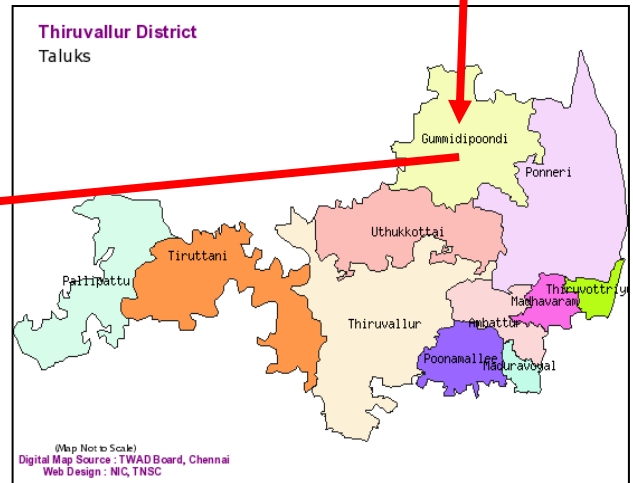 Thiruvallur District
Taluks
Gummidipoondi
Ponneri
Uthukkottai
Tiruttani
Pallipattu
Thiruvottriyu
Madhavaram
Thiruvallur
Ambattur
Poonamallee
Maduravoyal
(Map Not to Scale)
Digital Map Source : TWAD Board, Chennai
Web Design : NIC, TNSC